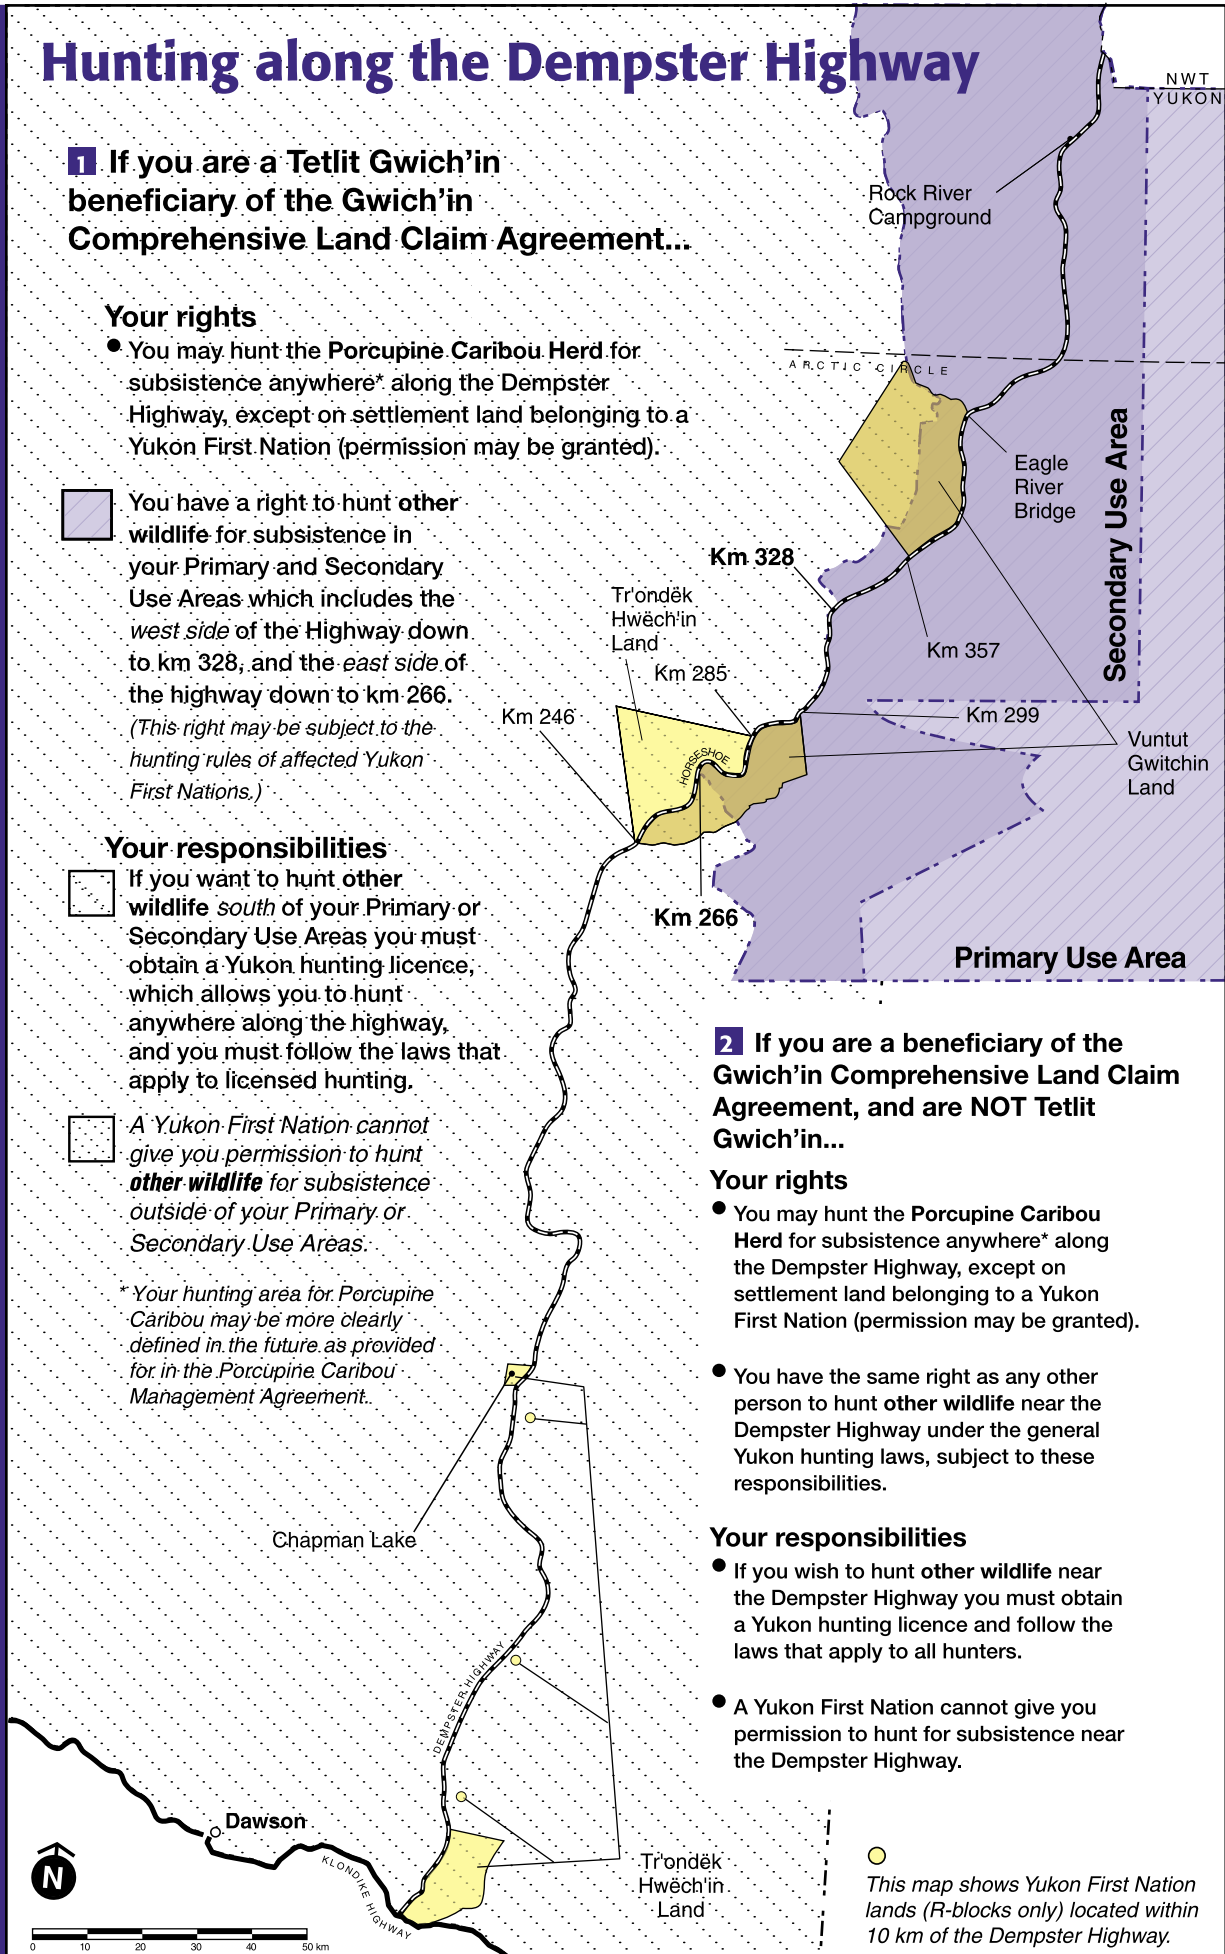 Hunting along the Dempster Highway
1 If you are a Tetlit Gwich'in
beneficiary of the Gwich'in
Comprehensive Land Claim Agreement...
Your rights
● You may hunt the Porcupine Caribou Herd for
subsistence anywhere* along the Dempster
Highway, except on settlement land belonging to a
Yukon First Nation (permission may be granted).
You have a right to hunt other
wildlife for subsistence in
your Primary and Secondary
Use Areas which includes the
west side of the Highway down
to km 328, and the east side of
the highway down to km 266.
(This right may be subject to the
hunting rules of affected Yukon
First Nations.)
Your responsibilities
If you want to hunt other
wildlife south of your Primary or
Secondary Use Areas you must
obtain a Yukon hunting licence,
which allows you to hunt
anywhere along the highway,
and you must follow the laws that
apply to licensed hunting.
A Yukon First Nation cannot
give you permission to hunt
other wildlife for subsistence
outside of your Primary or
Secondary Use Areas.
* Your hunting area for Porcupine
Caribou may be more clearly
defined in the future as provided
for in the Porcupine Caribou
Management Agreement.
NWT
YUKON
Rock River
Campground
ARCTIC CIRCLE
Eagle
River
Bridge
Secondary Use Area
Km 328
Tr'ondëk
Hwëch'in
Land
Km 285
Km 357
Km 246
Km 299
HORSESHOE
Vuntut
Gwitchin
Land
Km 266
Primary Use Area
2 If you are a beneficiary of the
Gwich'in Comprehensive Land Claim
Agreement, and are NOT Tetlit
Gwich'in...
Your rights
● You may hunt the Porcupine Caribou
Herd for subsistence anywhere* along
the Dempster Highway, except on
settlement land belonging to a Yukon
First Nation (permission may be granted).
● You have the same right as any other
person to hunt other wildlife near the
Dempster Highway under the general
Yukon hunting laws, subject to these
responsibilities.
Your responsibilities
● If you wish to hunt other wildlife near
the Dempster Highway you must obtain
a Yukon hunting licence and follow the
laws that apply to all hunters.
● A Yukon First Nation cannot give you
permission to hunt for subsistence near
the Dempster Highway.
Chapman Lake
DEMPSTER HIGHWAY
Dawson
KLONDIKE HIGHWAY
Tr'ondëk
Hwëch'in
Land
N
0 10 20 30 40 50 km
This map shows Yukon First Nation
lands (R-blocks only) located within
10 km of the Dempster Highway.